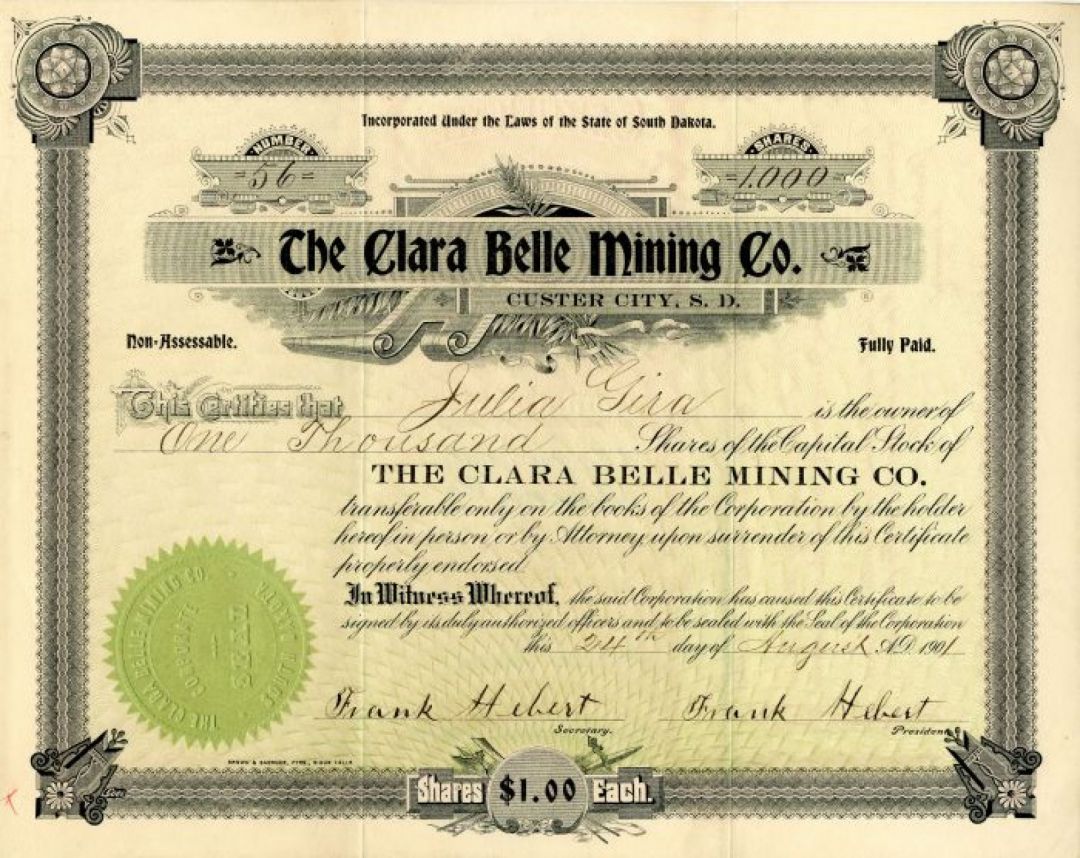 Incorporated Under the Laws of the State of South Dakota.
NUMBER
=56=
SHARES
=1,000=
The Clara Belle Mining Co.
CUSTER CITY, S. D.
Non-Assessable.
Fully Paid.
This Certifies that Julia Gira is the owner of
One Thousand Shares of the Capital Stock of
THE CLARA BELLE MINING CO.
transferable only on the books of the Corporation by the holder
hereof in person or by Attorney upon surrender of this Certificate
properly endorsed.
In Witness Whereof, the said Corporation has caused this Certificate to be
signed by its duly authorized officers and to be sealed with the Seal of the Corporation
this 24th day of August A.D. 1901
THE CLARA BELLE MINING CO.
CORPORATE
Frank Hebert
Secretary.
Frank Hebert
President
Shares $1.00 Each.